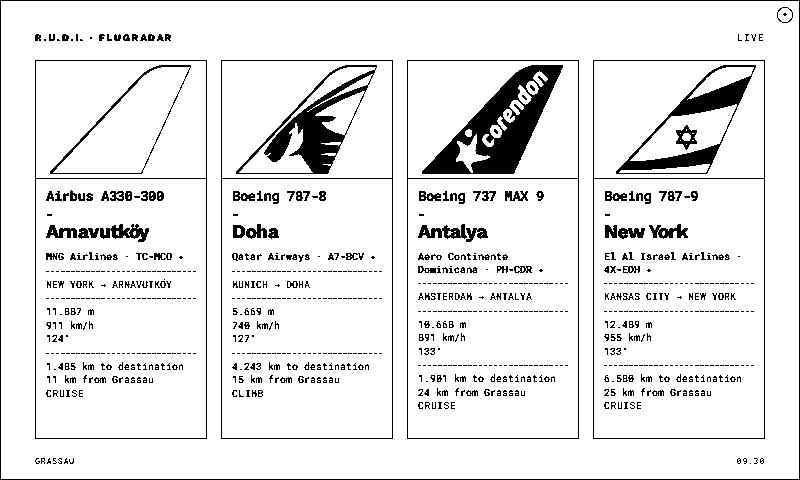 R.U.D.I. · FLUGRADAR
LIVE
corendon
Airbus A330-300
–
Arnavutköy
MNG Airlines · TC-MCO ✦
NEW YORK → ARNAVUTKÖY
11.887 m
911 km/h
124°
1.485 km to destination
11 km from Grassau
CRUISE
Boeing 787-8
–
Doha
Qatar Airways · A7-BCV ✦
MUNICH → DOHA
5.669 m
740 km/h
127°
4.243 km to destination
15 km from Grassau
CLIMB
Boeing 737 MAX 9
–
Antalya
Aero Continente
Dominicana · PH-CDR ✦
AMSTERDAM → ANTALYA
10.668 m
891 km/h
133°
1.901 km to destination
24 km from Grassau
CRUISE
Boeing 787-9
–
New York
El Al Israel Airlines ·
4X-EDH ✦
KANSAS CITY → NEW YORK
12.489 m
955 km/h
133°
6.580 km to destination
25 km from Grassau
CRUISE
GRASSAU
09.30